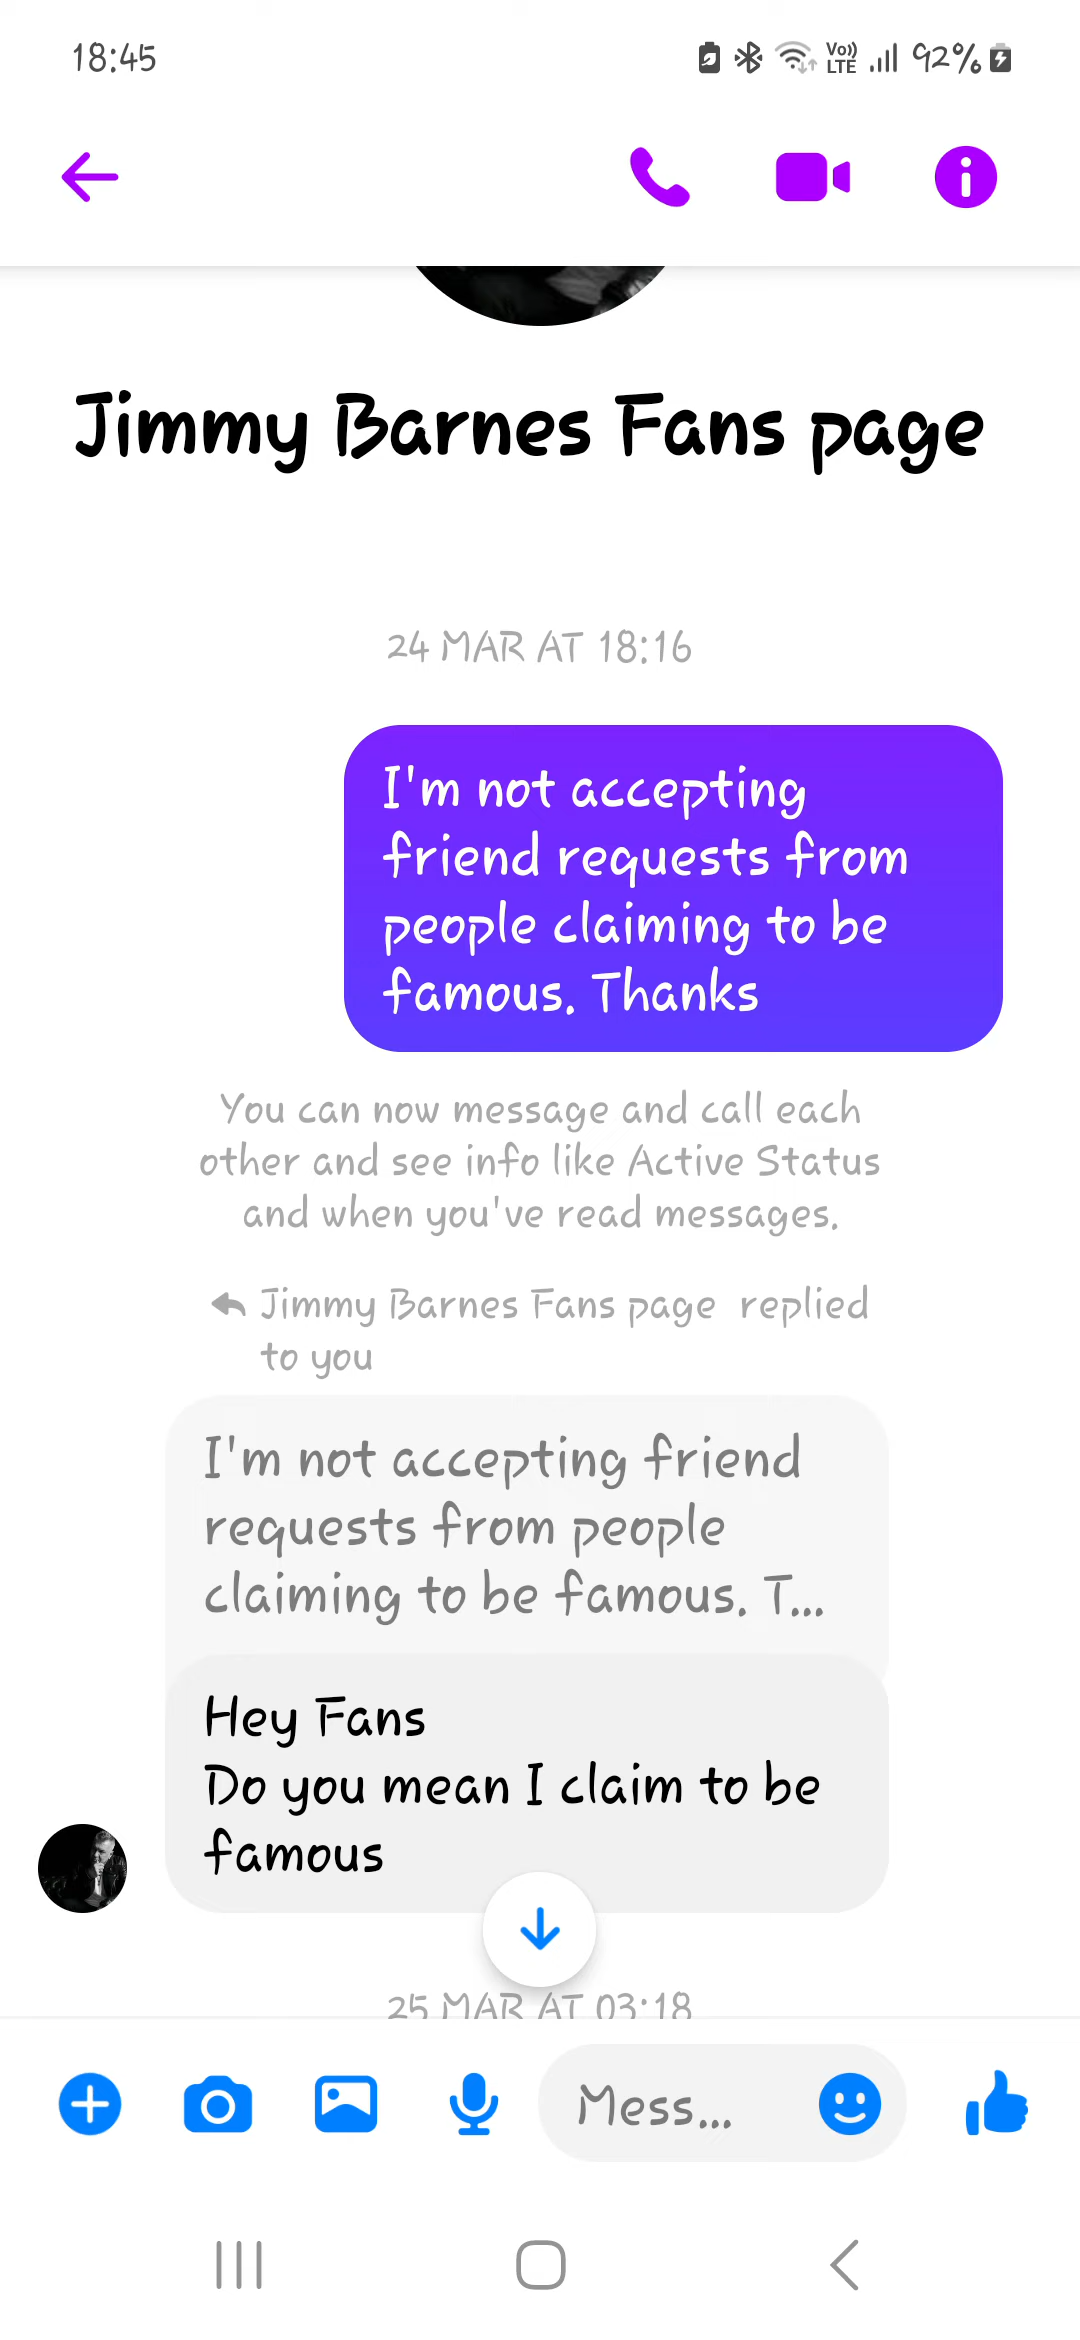 18:45
Vo))
LTE
92%
Jimmy Barnes Fans page
24 MAR AT 18:16
I'm not accepting
friend requests from
people claiming to be
famous. Thanks
You can now message and call each
other and see info like Active Status
and when you've read messages.
Jimmy Barnes Fans page replied
to you
I'm not accepting friend
requests from people
claiming to be famous. T...
Hey Fans
Do you mean I claim to be
famous
25 MAR AT 03:18
Mess...